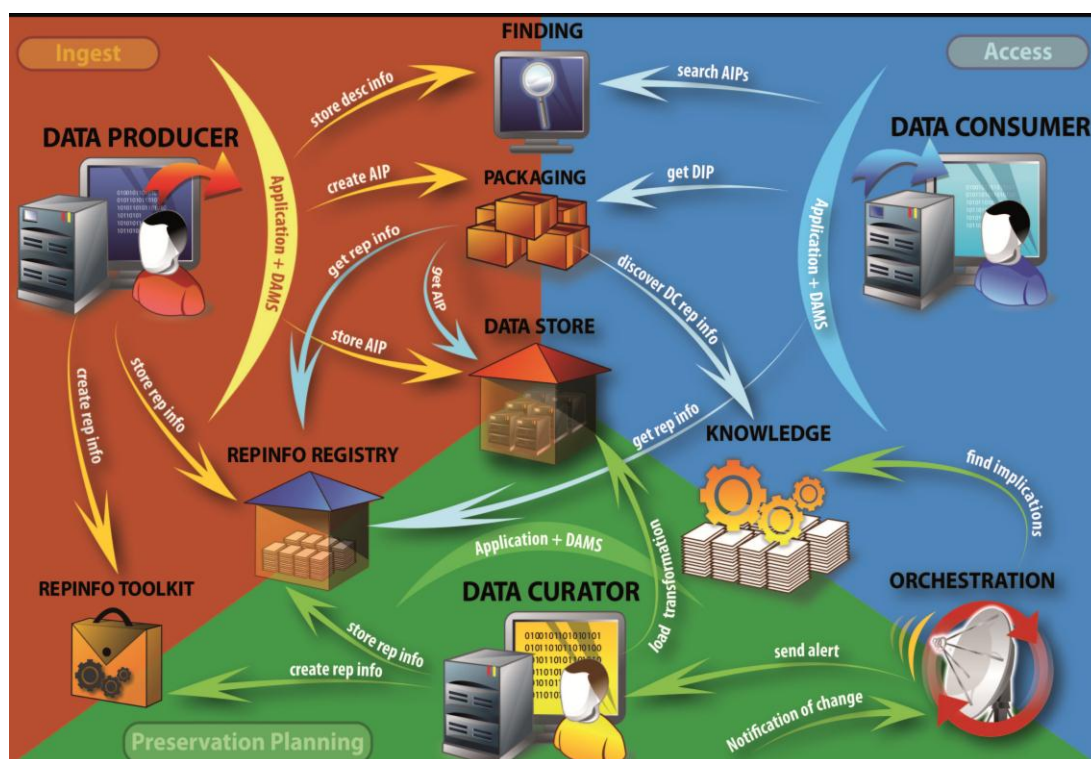 FINDING
Ingest
Access
search AIPs
store desc info
DATA PRODUCER
DATA CONSUMER
Application + DAMS
create AIP
PACKAGING
get DIP
Application + DAMS
get rep info
get AIP
discover DC rep info
DATA STORE
store AIP
create rep info
store rep info
get rep info
KNOWLEDGE
REPINFO REGISTRY
find implications
Application + DAMS
load transformation
REPINFO TOOLKIT
DATA CURATOR
ORCHESTRATION
store rep info
create rep info
send alert
Notification of change
Preservation Planning